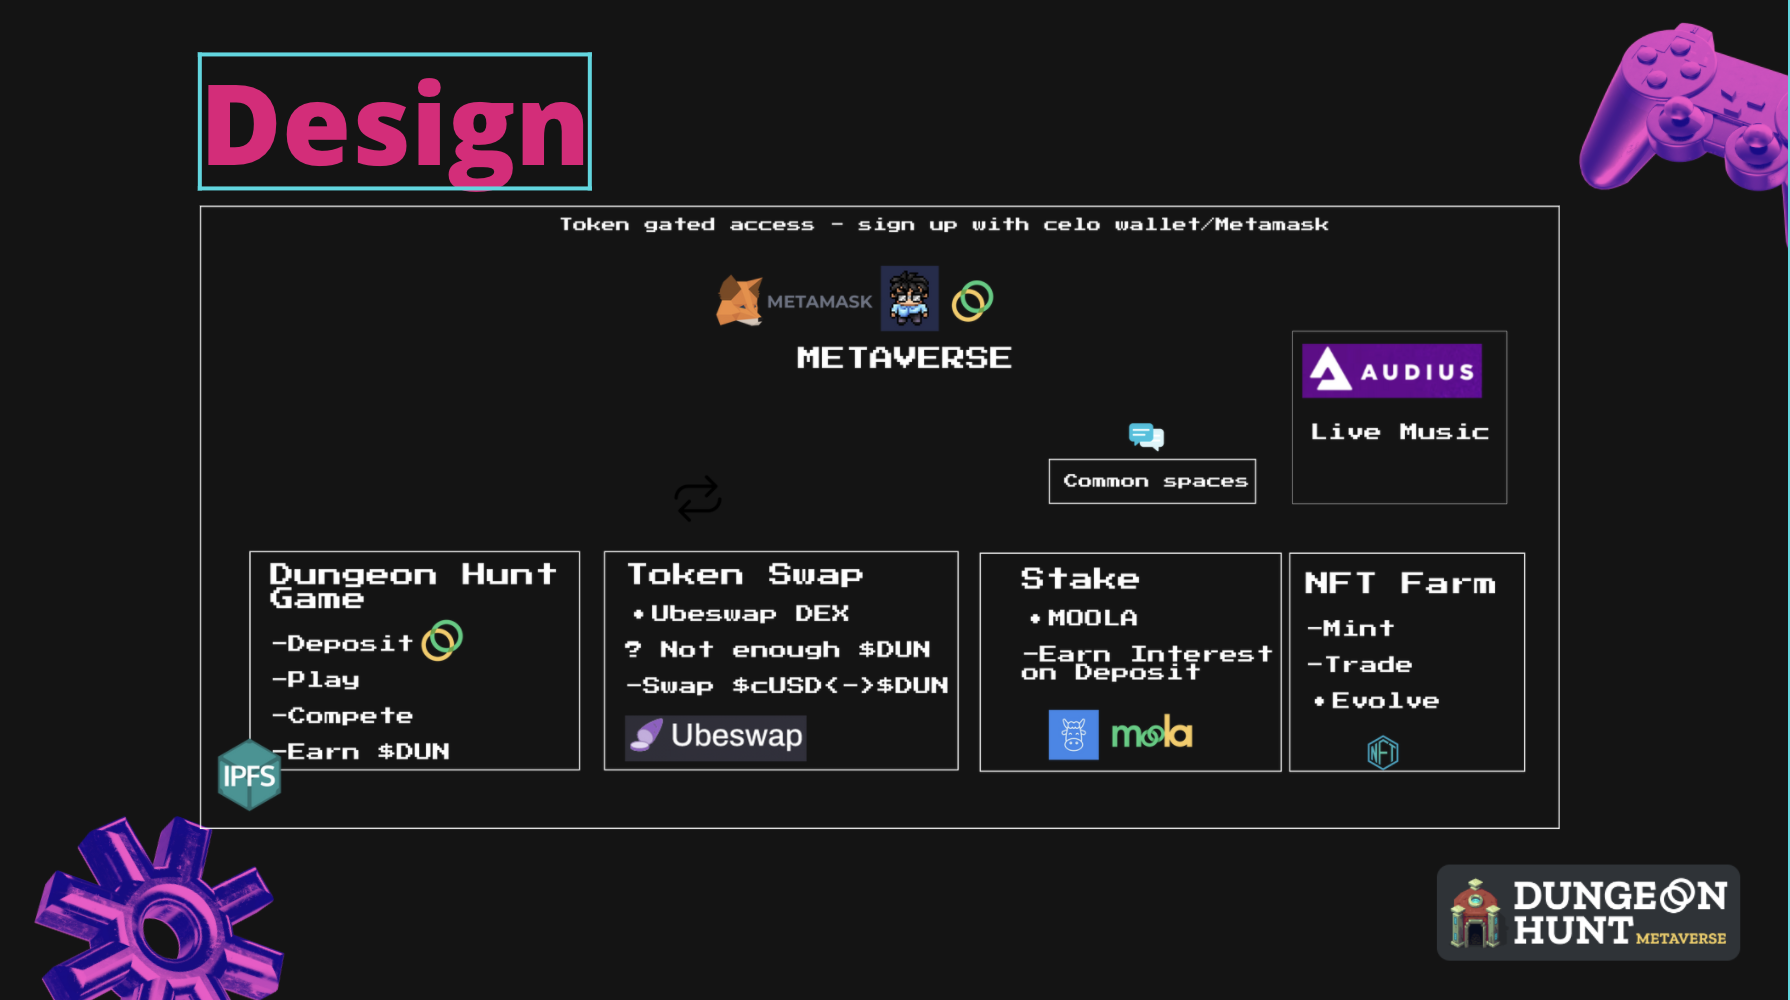 Design
Token gated access - sign up with celo wallet/Metamask
METAMASK
METAVERSE
AUDIUS
Live Music
Common spaces
Dungeon Hunt
Game
-Deposit
-Play
-Compete
-Earn $DUN
IPFS
Token Swap
•Ubeswap DEX
? Not enough $DUN
-Swap $cUSD<->$DUN
Ubeswap
Stake
•MOOLA
-Earn Interest
on Deposit
moola
NFT Farm
-Mint
-Trade
•Evolve
NFT
DUNGEON
HUNT METAVERSE